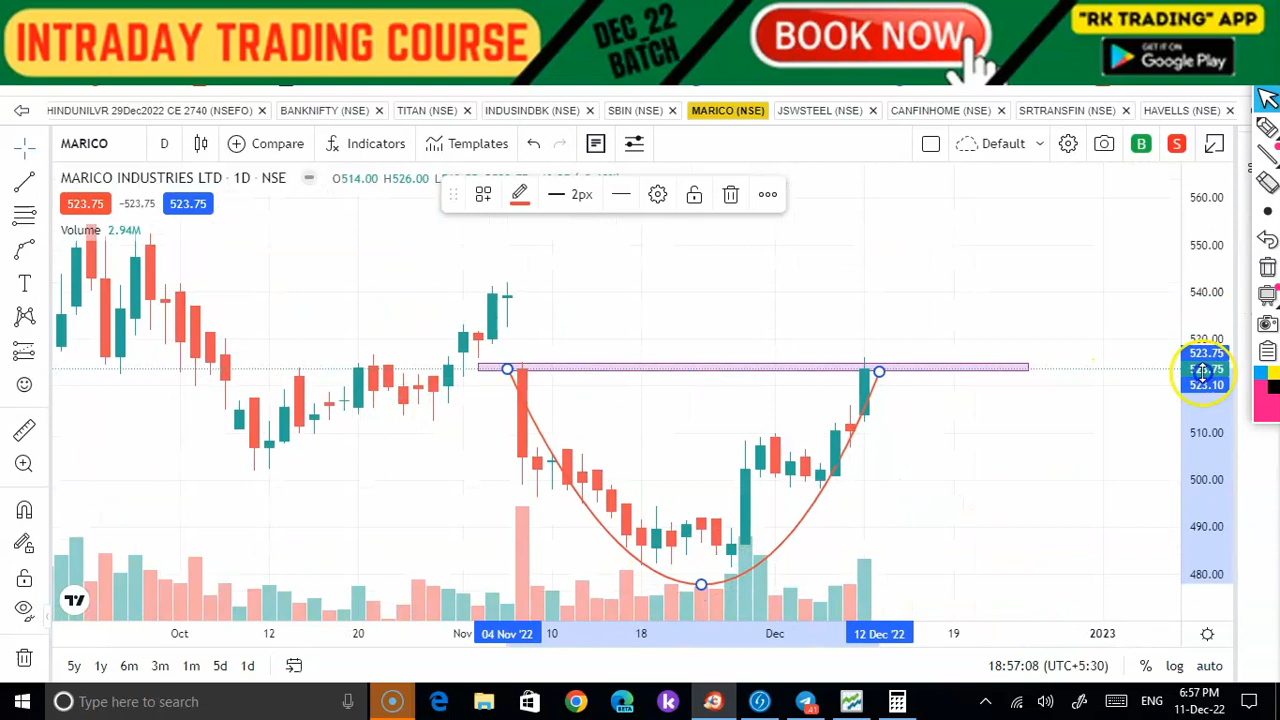 INTRADAY TRADING COURSE
DEC 22
BATCH
BOOK NOW
"RK TRADING" APP
GET IT ON
Google Play
HINDUNILVR 29Dec2022 CE 2740 (NSEFO)
BANKNIFTY (NSE)
TITAN (NSE)
INDUSINDBK (NSE)
SBIN (NSE)
MARICO (NSE)
JSWSTEEL (NSE)
CANFINHOME (NSE)
SRTRANSFIN (NSE)
HAVELLS (NSE)
MARICO
D
Compare
Indicators
Templates
Default
B
S
MARICO INDUSTRIES LTD · 1D · NSE
O514.00 H526.00
523.75
−523.75
523.75
2px
Volume 2.94M
560.00
550.00
540.00
523.75
523.10
510.00
500.00
490.00
480.00
Oct
12
20
Nov
04 Nov '22
10
18
Dec
12 Dec '22
19
2023
5y
1y
6m
3m
1m
5d
1d
18:57:08 (UTC+5:30)
%
log
auto
Type here to search
BETA
41
ENG
6:57 PM
11-Dec-22